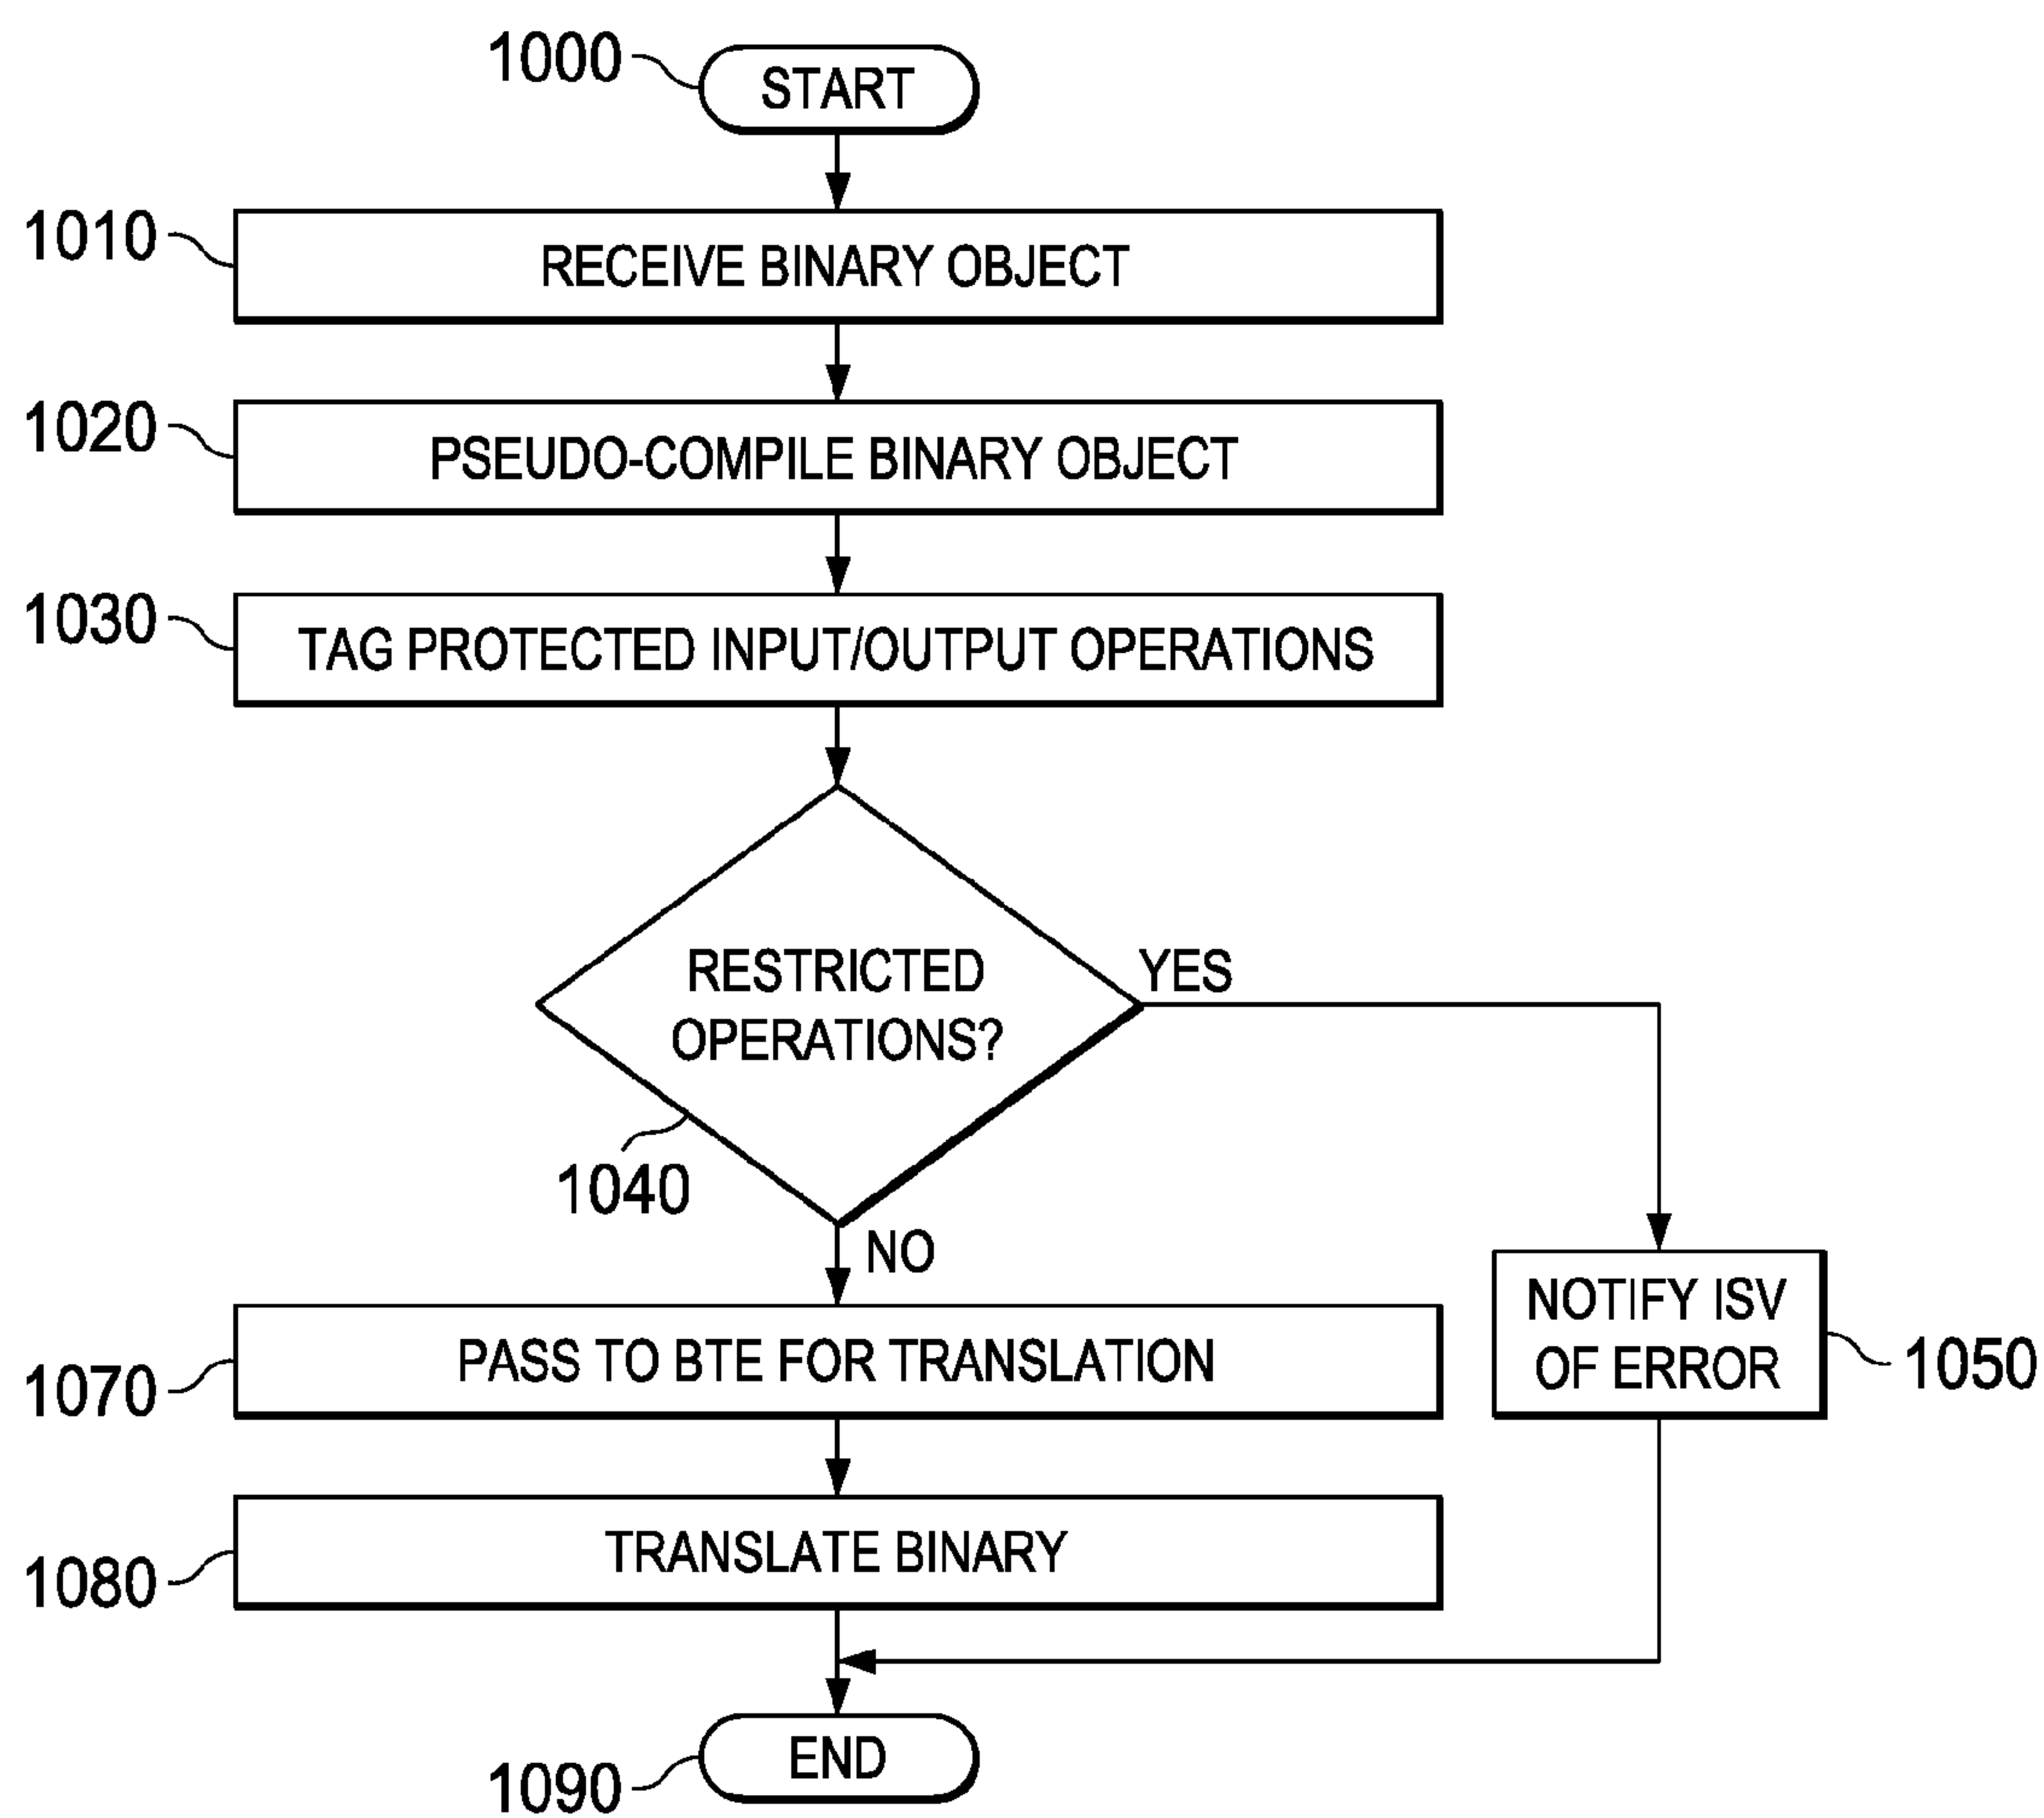 1000
START
1010
RECEIVE BINARY OBJECT
1020
PSEUDO-COMPILE BINARY OBJECT
1030
TAG PROTECTED INPUT/OUTPUT OPERATIONS
RESTRICTED
OPERATIONS?
YES
1040
NO
NOTIFY ISV
OF ERROR
1050
PASS TO BTE FOR TRANSLATION
1070
TRANSLATE BINARY
1080
END
1090